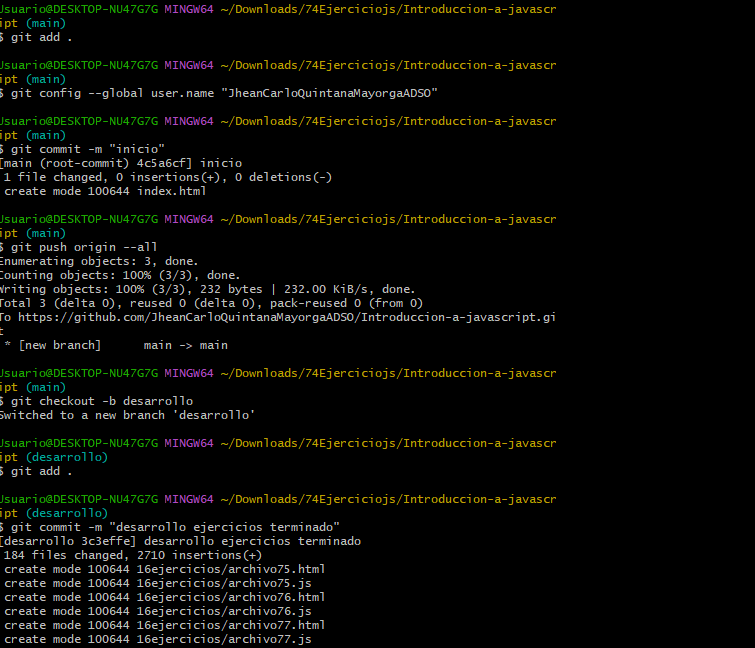 Usuario@DESKTOP-NU47G7G MINGW64 ~/Downloads/74Ejerciciojs/Introduccion-a-javascr
ipt (main)
$ git add .
Usuario@DESKTOP-NU47G7G MINGW64 ~/Downloads/74Ejerciciojs/Introduccion-a-javascr
ipt (main)
$ git config --global user.name "JheanCarloQuintanaMayorgaADSO"
Usuario@DESKTOP-NU47G7G MINGW64 ~/Downloads/74Ejerciciojs/Introduccion-a-javascr
ipt (main)
$ git commit -m "inicio"
[main (root-commit) 4c5a6cf] inicio
1 file changed, 0 insertions(+), 0 deletions(-)
create mode 100644 index.html
Usuario@DESKTOP-NU47G7G MINGW64 ~/Downloads/74Ejerciciojs/Introduccion-a-javascr
ipt (main)
$ git push origin --all
Enumerating objects: 3, done.
Counting objects: 100% (3/3), done.
Writing objects: 100% (3/3), 232 bytes | 232.00 KiB/s, done.
Total 3 (delta 0), reused 0 (delta 0), pack-reused 0 (from 0)
To https://github.com/JheanCarloQuintanaMayorgaADSO/Introduccion-a-javascript.gi
t
* [new branch]      main -> main
Usuario@DESKTOP-NU47G7G MINGW64 ~/Downloads/74Ejerciciojs/Introduccion-a-javascr
ipt (main)
$ git checkout -b desarrollo
Switched to a new branch 'desarrollo'
Usuario@DESKTOP-NU47G7G MINGW64 ~/Downloads/74Ejerciciojs/Introduccion-a-javascr
ipt (desarrollo)
$ git add .
Usuario@DESKTOP-NU47G7G MINGW64 ~/Downloads/74Ejerciciojs/Introduccion-a-javascr
ipt (desarrollo)
$ git commit -m "desarrollo ejercicios terminado"
[desarrollo 3c3effe] desarrollo ejercicios terminado
184 files changed, 2710 insertions(+)
create mode 100644 16ejercicios/archivo75.html
create mode 100644 16ejercicios/archivo75.js
create mode 100644 16ejercicios/archivo76.html
create mode 100644 16ejercicios/archivo76.js
create mode 100644 16ejercicios/archivo77.html
create mode 100644 16ejercicios/archivo77.js